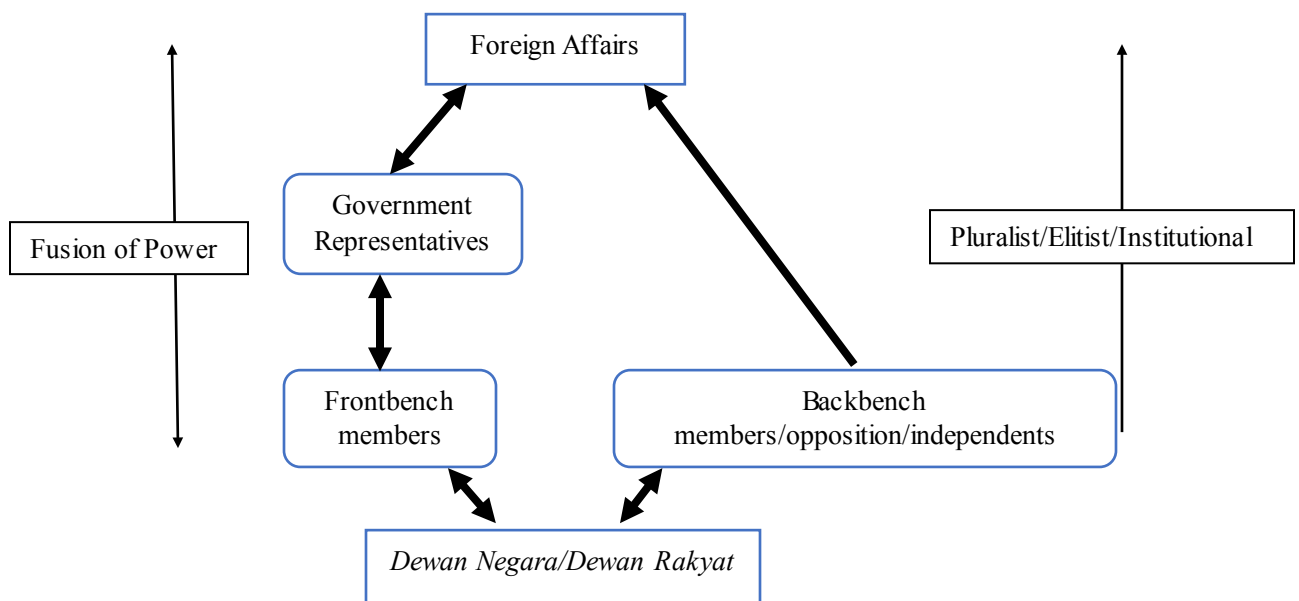 Foreign Affairs
Government
Representatives
Fusion of Power
Pluralist/Elitist/Institutional
Frontbench
members
Backbench
members/opposition/independents
Dewan Negara/Dewan Rakyat